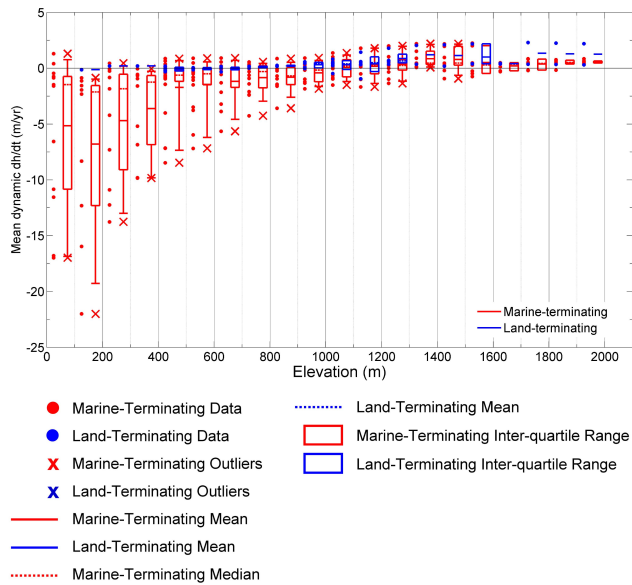 5
0
-5
-10
-15
-20
-25
Mean dynamic dh/dt (m/yr)
Marine-terminating
Land-terminating
0 200 400 600 800 1000 1200 1400 1600 1800 2000
Elevation (m)
Marine-Terminating Data
Land-Terminating Data
Marine-Terminating Outliers
Land-Terminating Outliers
Marine-Terminating Mean
Land-Terminating Mean
Marine-Terminating Median
Land-Terminating Mean
Marine-Terminating Inter-quartile Range
Land-Terminating Inter-quartile Range